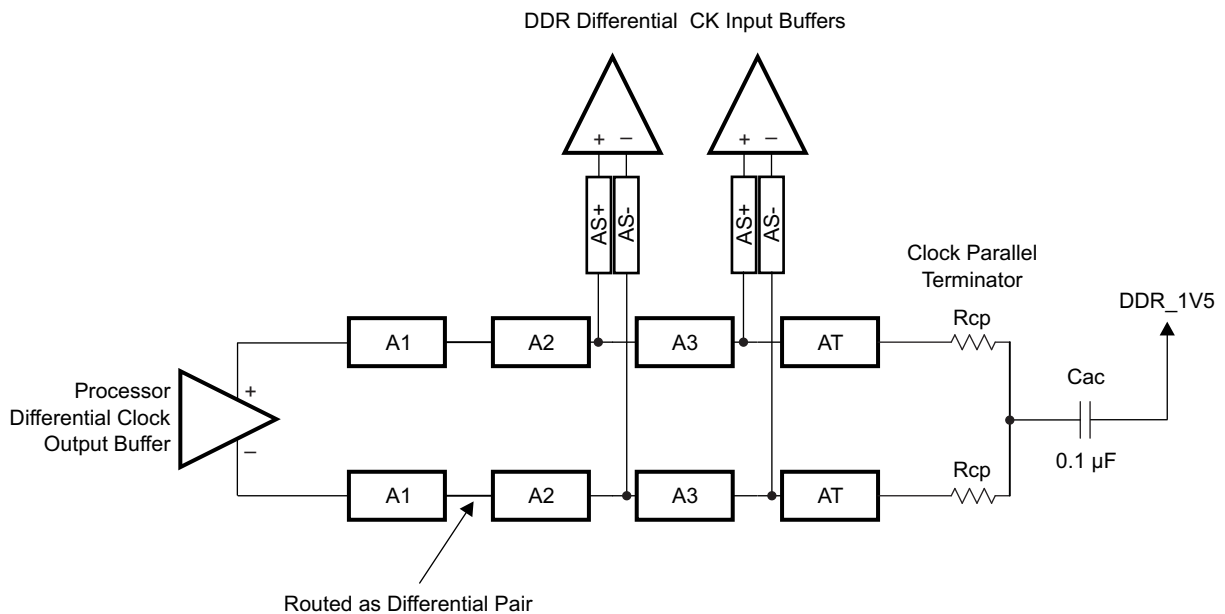 DDR Differential CK Input Buffers
+ −
+ −
AS+
AS-
AS+
AS-
Clock Parallel
Terminator
DDR_1V5
Rcp
A1
A2
A3
AT
Processor
Differential Clock
Output Buffer
+
−
Cac
0.1 μF
Rcp
A1
A2
A3
AT
Routed as Differential Pair